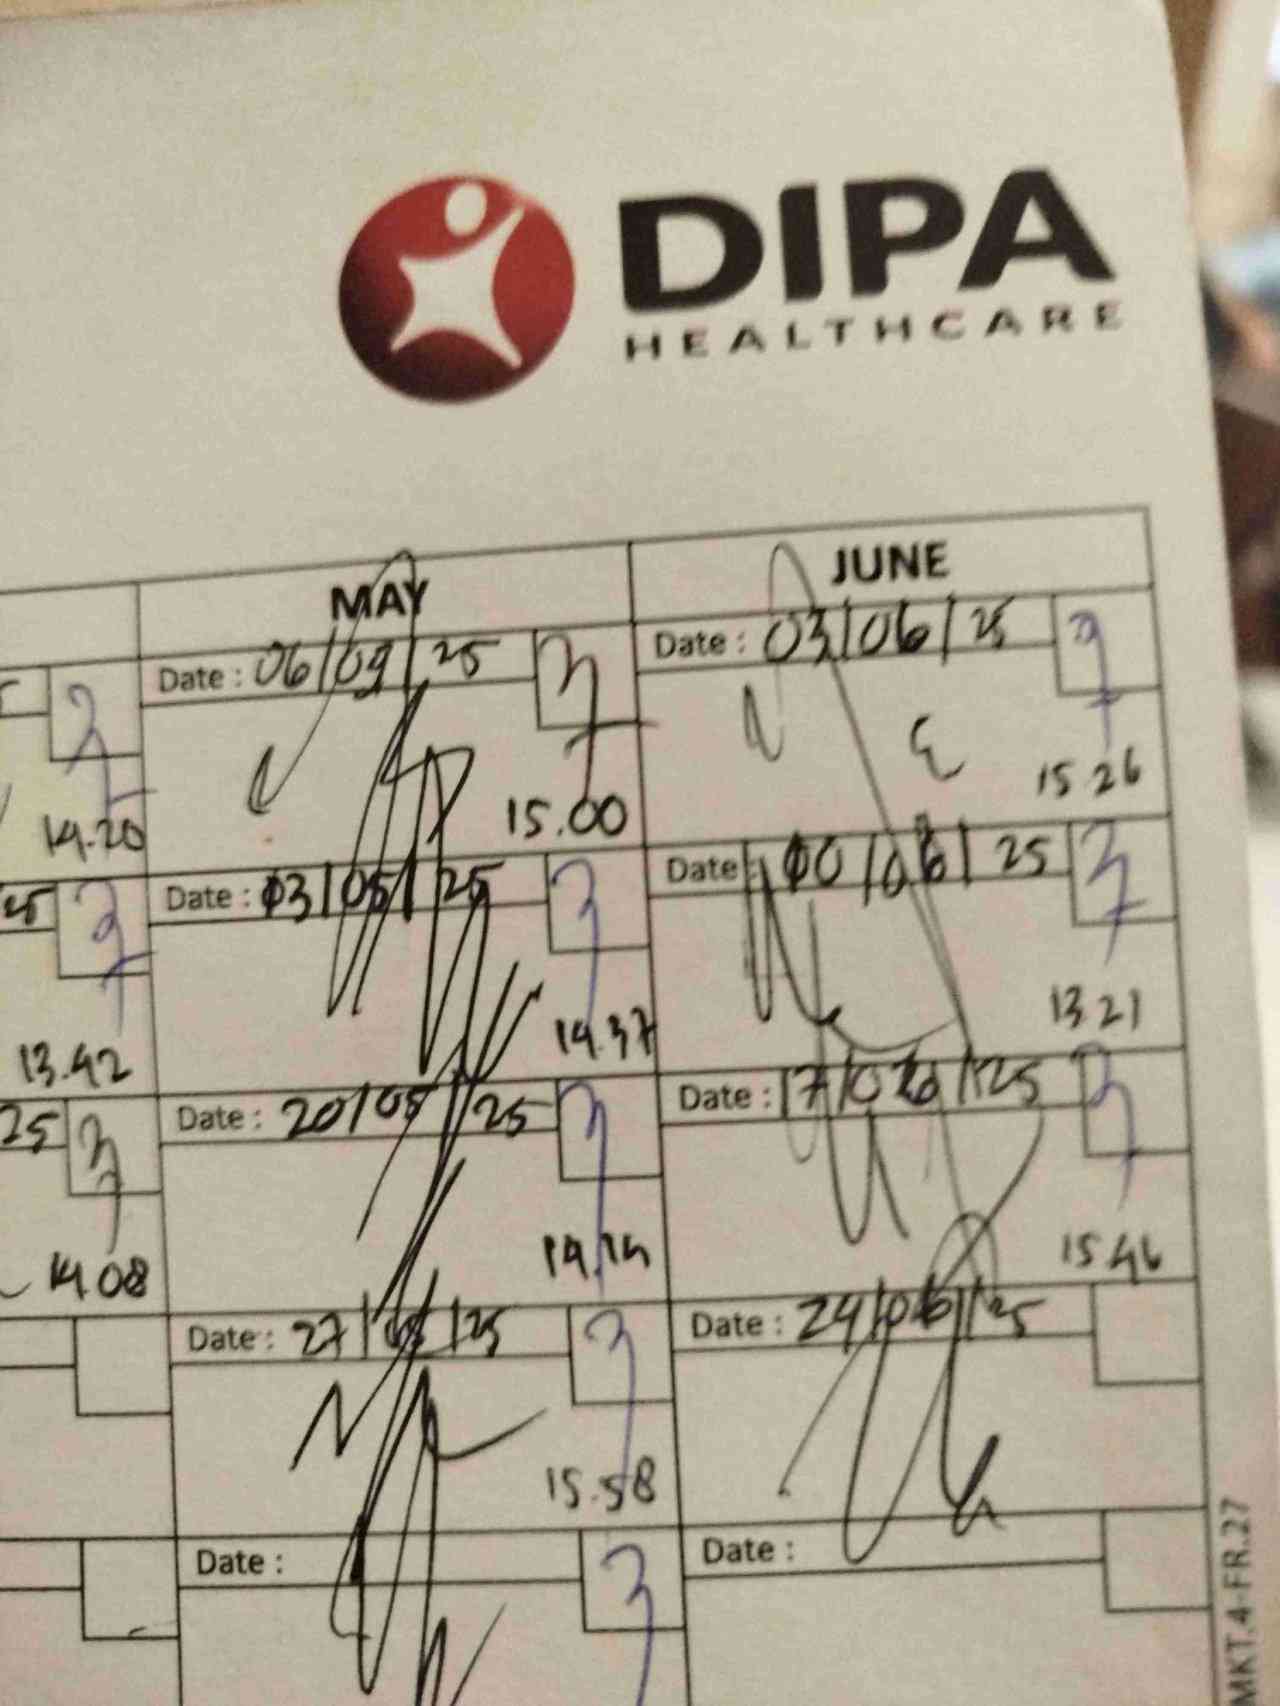 DIPA
HEALTHCARE
MAY
JUNE
Date : 06/09/25
Date : 03/06/25
14.20
15.00
15 26
25
Date : 03/05/25
Date : 10/06/25
13.42
14.37
13 21
25
Date : 20/05/25
Date : 17/06/25
14 08
14.14
15 46
Date : 27/05/25
Date : 24/06/25
15.58
Date :
Date :
MKT.4-FR.27